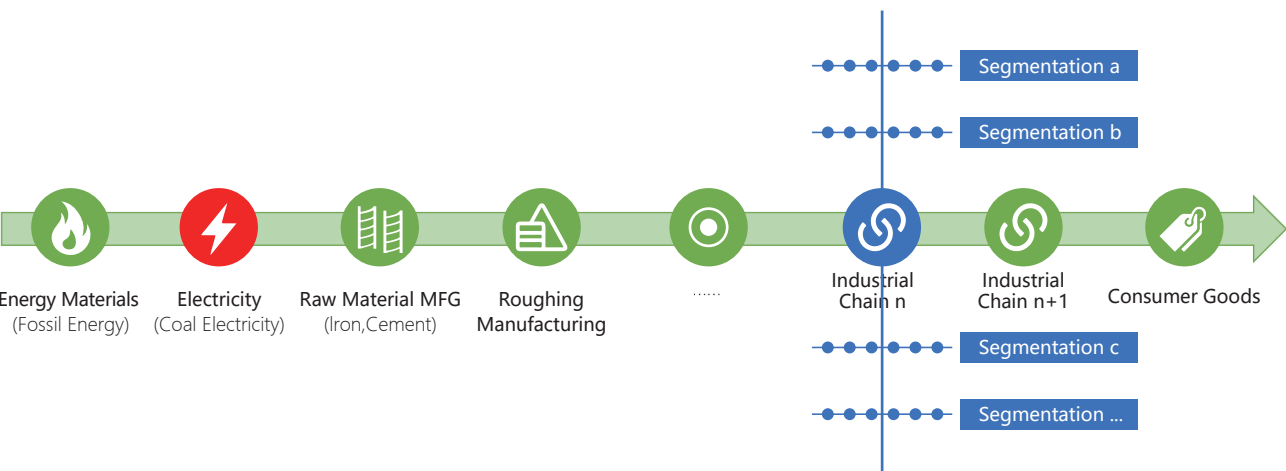 Segmentation a
Segmentation b
Energy Materials
(Fossil Energy)
Electricity
(Coal Electricity)
Raw Material MFG
(Iron,Cement)
Roughing
Manufacturing
......
Industrial
Chain n
Industrial
Chain n+1
Consumer Goods
Segmentation c
Segmentation ...